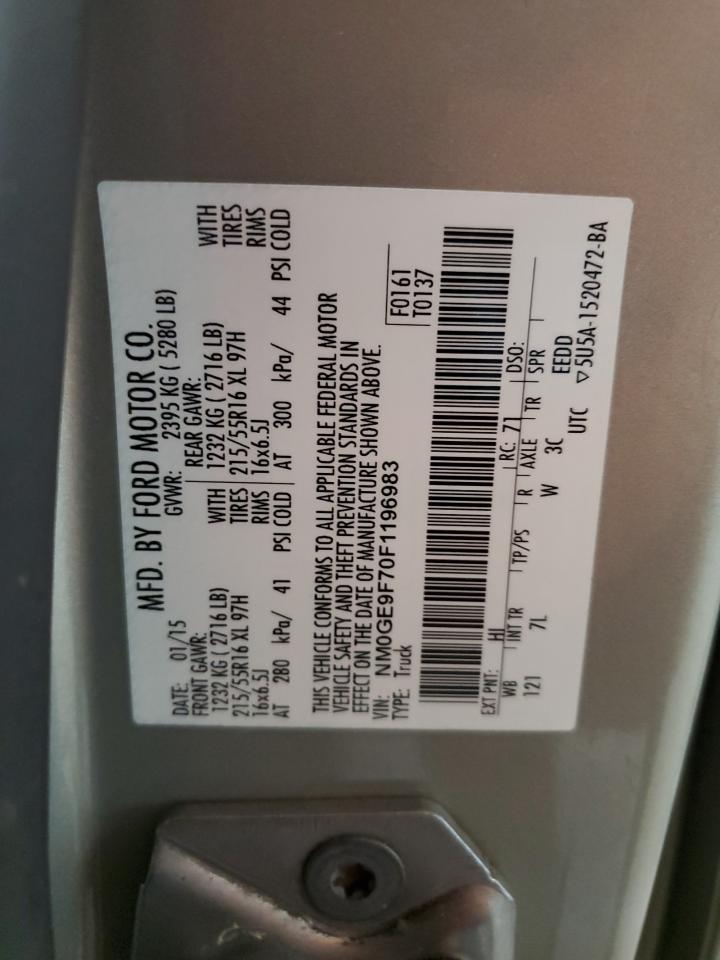 MFD. BY FORD MOTOR CO.
DATE: 01/15 GVWR: 2395 KG ( 5280 LB)
FRONT GAWR: REAR GAWR:
1232 KG ( 2716 LB) WITH 1232 KG ( 2716 LB) WITH
215/55R16 XL 97H TIRES 215/55R16 XL 97H TIRES
16x6.5J RIMS 16x6.5J RIMS
AT 280 kPa/ 41 PSI COLD AT 300 kPa/ 44 PSI COLD
THIS VEHICLE CONFORMS TO ALL APPLICABLE FEDERAL MOTOR
VEHICLE SAFETY AND THEFT PREVENTION STANDARDS IN
EFFECT ON THE DATE OF MANUFACTURE SHOWN ABOVE.
VIN: NM0GE9F70F1196983 F0161
TYPE: Truck T0137
EXT PNT: HL RC: 71 DSO:
WB INT TR TP/PS R AXLE TR SPR
121 7L W 3C EEDD
UTC ▽5U5A-1520472-BA